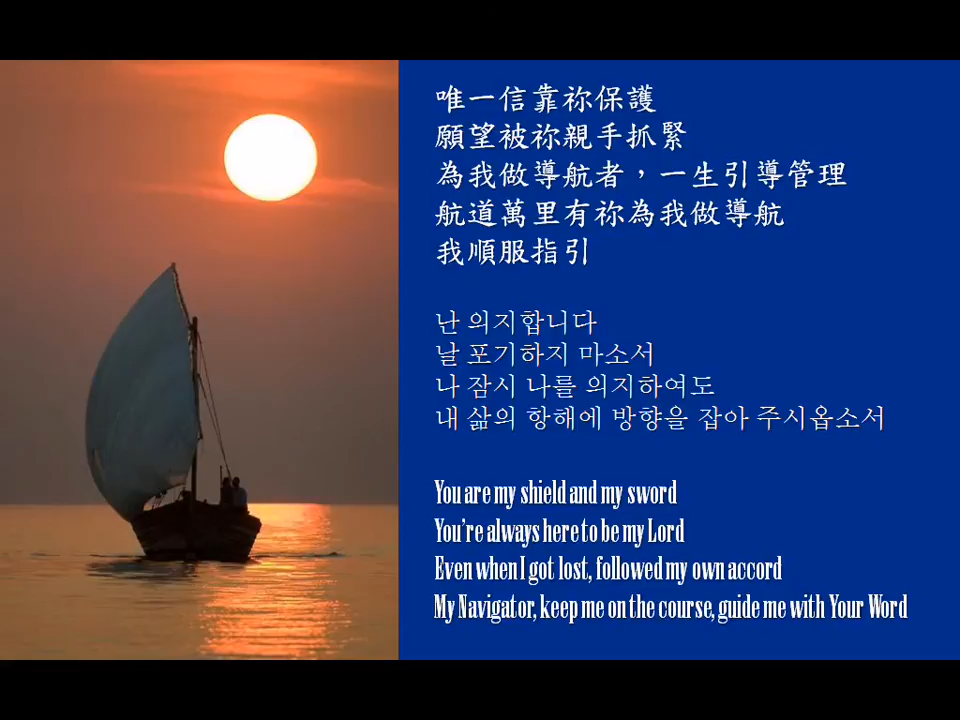 唯一信靠祢保護
願望被祢親手抓緊
為我做導航者，一生引導管理
航道萬里有祢為我做導航
我順服指引
난 의지합니다
날 포기하지 마소서
나 잠시 나를 의지하여도
내 삶의 항해에 방향을 잡아 주시옵소서
You are my shield and my sword
You're always here to be my Lord
Even when I got lost, followed my own accord
My Navigator, keep me on the course, guide me with Your Word